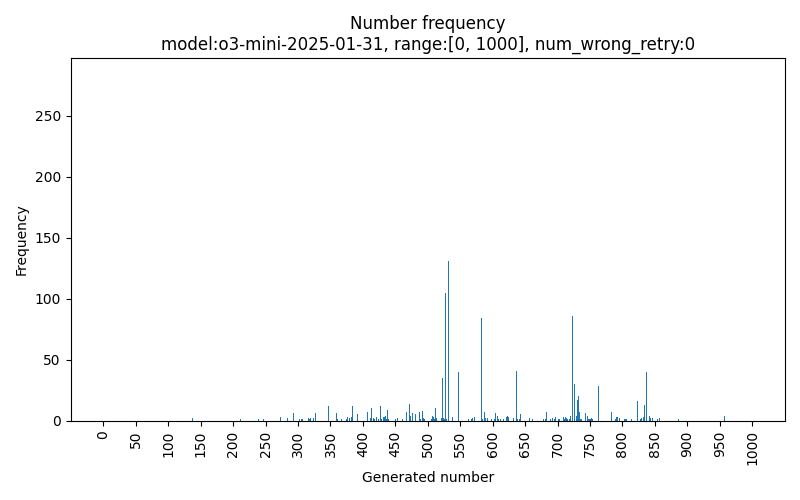 Number frequency
model:o3-mini-2025-01-31, range:[0, 1000], num_wrong_retry:0
Frequency
250
200
150
100
50
0
0 50 100 150 200 250 300 350 400 450 500 550 600 650 700 750 800 850 900 950 1000
Generated number